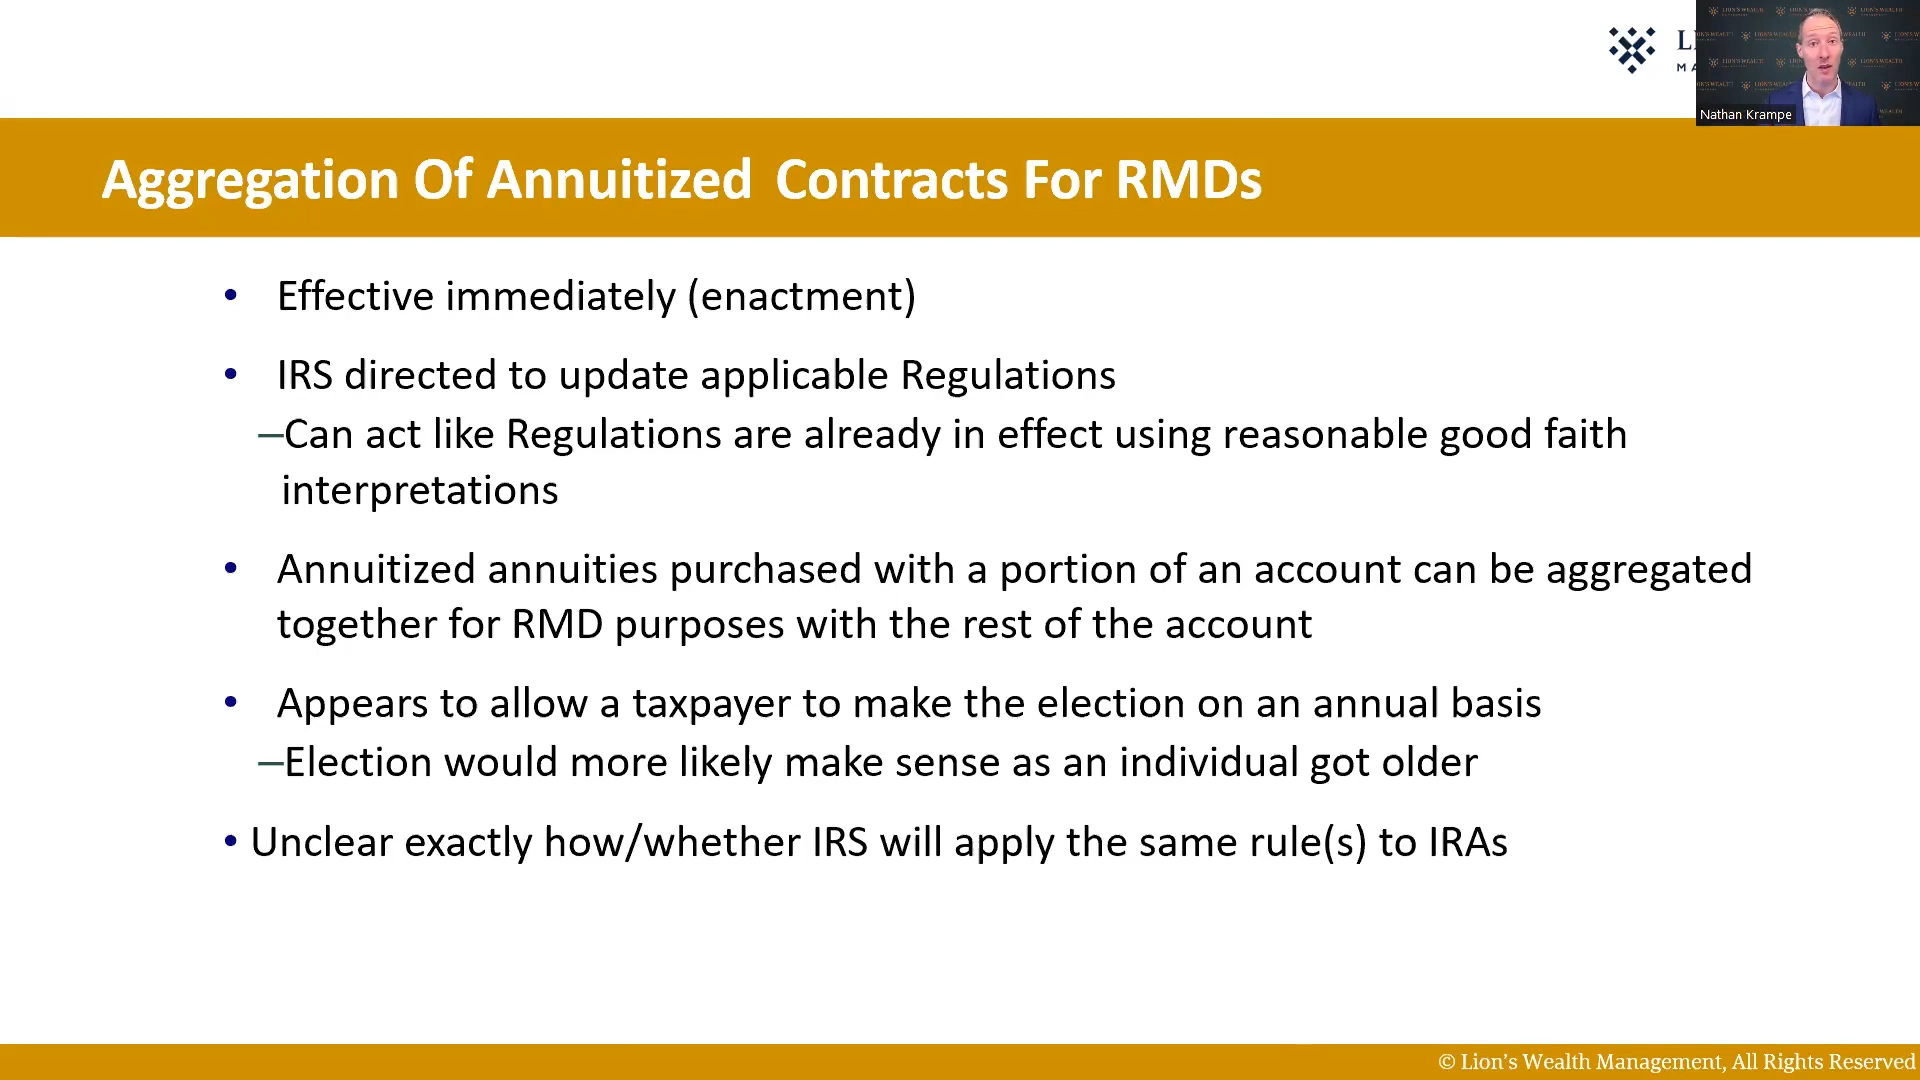 Nathan Krampe
Aggregation Of Annuitized Contracts For RMDs
• Effective immediately (enactment)
• IRS directed to update applicable Regulations
–Can act like Regulations are already in effect using reasonable good faith
interpretations
• Annuitized annuities purchased with a portion of an account can be aggregated
together for RMD purposes with the rest of the account
• Appears to allow a taxpayer to make the election on an annual basis
–Election would more likely make sense as an individual got older
• Unclear exactly how/whether IRS will apply the same rule(s) to IRAs
© Lion's Wealth Management, All Rights Reserved